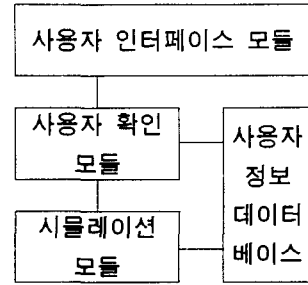 사용자 인터페이스 모듈
사용자 확인
모듈
시뮬레이션
모듈
사용자
정보
데이터
베이스